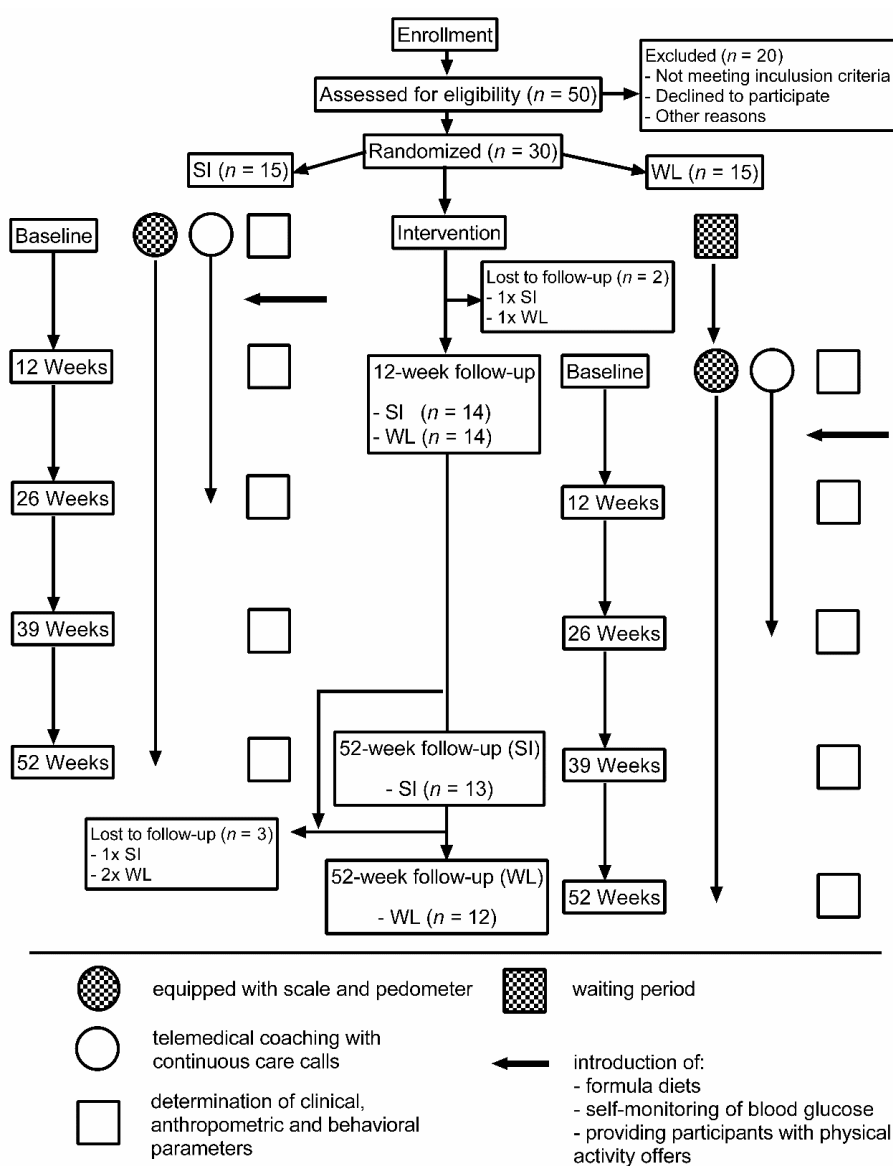 Enrollment
Assessed for eligibility (n = 50)
Excluded (n = 20)
- Not meeting inculusion criteria
- Declined to participate
- Other reasons
Randomized (n = 30)
SI (n = 15)
WL (n = 15)
Baseline
Intervention
Lost to follow-up (n = 2)
- 1x SI
- 1x WL
12 Weeks
12-week follow-up
- SI (n = 14)
- WL (n = 14)
Baseline
26 Weeks
12 Weeks
39 Weeks
26 Weeks
52 Weeks
52-week follow-up (SI)
- SI (n = 13)
39 Weeks
Lost to follow-up (n = 3)
- 1x SI
- 2x WL
52-week follow-up (WL)
- WL (n = 12)
52 Weeks
equipped with scale and pedometer
waiting period
telemedical coaching with
continuous care calls
introduction of:
- formula diets
- self-monitoring of blood glucose
- providing participants with physical
activity offers
determination of clinical,
anthropometric and behavioral
parameters